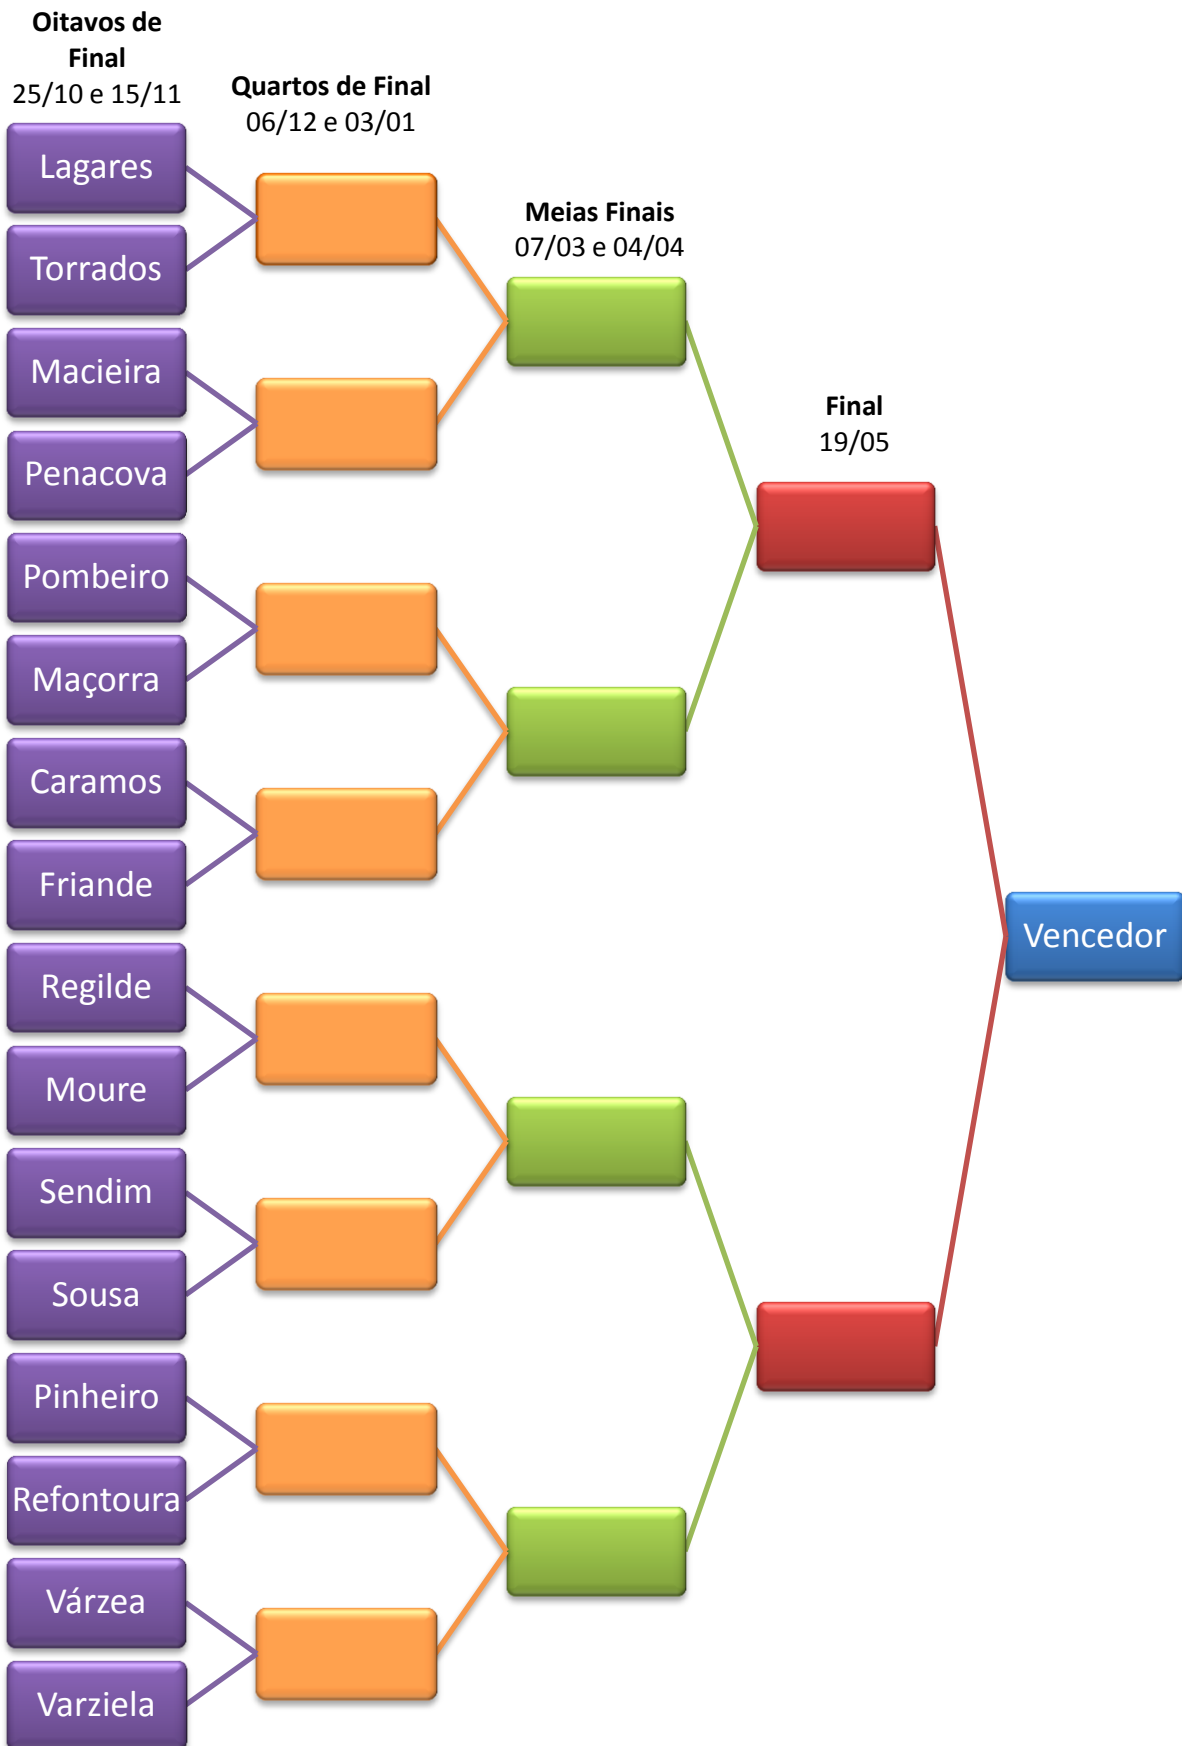 Oitavos de
Final
25/10 e 15/11
Quartos de Final
06/12 e 03/01
Meias Finais
07/03 e 04/04
Final
19/05
Lagares
Torrados
Macieira
Penacova
Pombeiro
Maçorra
Caramos
Friande
Regilde
Moure
Sendim
Sousa
Pinheiro
Refontoura
Várzea
Varziela
Vencedor